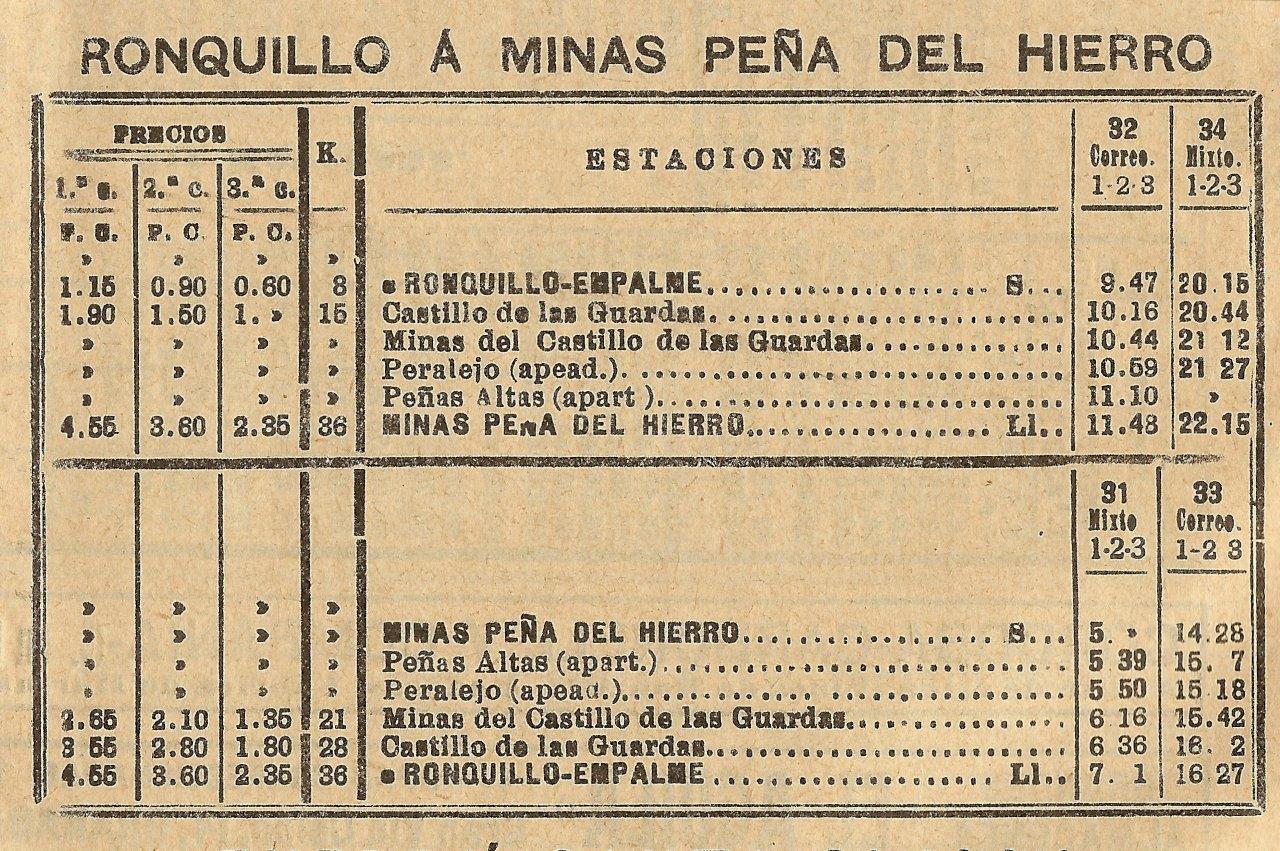 RONQUILLO Á MINAS PEÑA DEL HIERRO
PRECIOS K. ESTACIONES 32 34
Correo. Mixto.
1.ª c. 2.ª c. 3.ª c. 1-2-3 1-2-3
P. C. P. C. P. C.
» » » »
1.15 0.90 0.60 8 ● RONQUILLO-EMPALME........................ S... 9.47 20.15
1.90 1.50 1. » 15 Castillo de las Guardas........................ 10.16 20.44
» » » » Minas del Castillo de las Guardas............... 10.44 21 12
» » » » Peralejo (apead.)............................... 10.59 21 27
» » » » Peñas Altas (apart )............................ 11.10 »
4.55 3.60 2.35 36 MINAS PEñA DEL HIERRO................... Ll.. 11.48 22.15
31 33
Mixto Correo.
1-2-3 1-2 3
» » » »
» » » » MINAS PEÑA DEL HIERRO................... S... 5. » 14.28
» » » » Peñas Altas (apart.)............................ 5 39 15. 7
» » » » Peralejo (apead.)............................... 5 50 15 18
2.65 2.10 1.35 21 Minas del Castillo de las Guardas............... 6 16 15.42
3 55 2.80 1.80 28 Castillo de las Guardas......................... 6 36 16. 2
4.55 3.60 2.35 36 ● RONQUILLO-EMPALME..................... Ll.. 7. 1 16 27